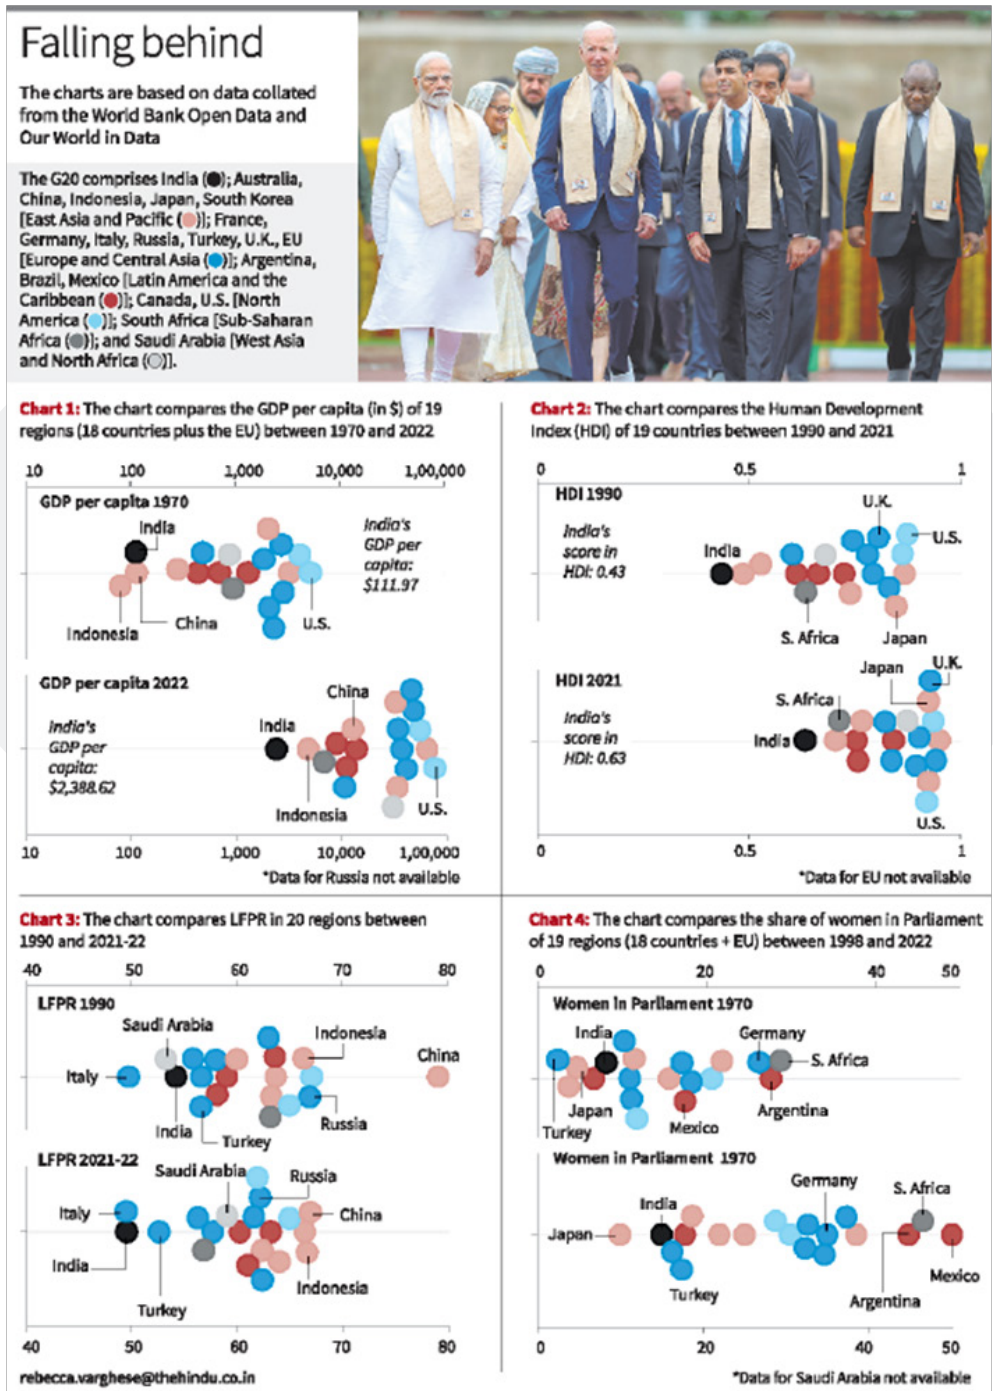 Falling behind
The charts are based on data collated
from the World Bank Open Data and
Our World in Data
The G20 comprises India (●); Australia,
China, Indonesia, Japan, South Korea
[East Asia and Pacific (●)]; France,
Germany, Italy, Russia, Turkey, U.K., EU
[Europe and Central Asia (●)]; Argentina,
Brazil, Mexico [Latin America and the
Caribbean (●)]; Canada, U.S. [North
America (●)]; South Africa [Sub-Saharan
Africa (●)]; and Saudi Arabia [West Asia
and North Africa (○)].
Chart 1: The chart compares the GDP per capita (in $) of 19
regions (18 countries plus the EU) between 1970 and 2022
10 100 1,000 10,000 1,00,000
GDP per capita 1970
India
India's
GDP per
capita:
$111.97
Indonesia
China
U.S.
GDP per capita 2022
China
India
India's
GDP per
capita:
$2,388.62
Indonesia
U.S.
10 100 1,000 10,000 1,00,000
*Data for Russia not available
Chart 2: The chart compares the Human Development
Index (HDI) of 19 countries between 1990 and 2021
0 0.5 1
HDI 1990
U.K.
India's
score in
HDI: 0.43
India
U.S.
S. Africa
Japan
Japan
U.K.
HDI 2021
S. Africa
India's
score in
HDI: 0.63
India
U.S.
0 0.5 1
*Data for EU not available
Chart 3: The chart compares LFPR in 20 regions between
1990 and 2021-22
40 50 60 70 80
LFPR 1990
Saudi Arabia
Indonesia
China
Italy
India
Turkey
Russia
LFPR 2021-22
Saudi Arabia
Russia
Italy
China
India
Indonesia
Turkey
40 50 60 70 80
rebecca.varghese@thehindu.co.in
Chart 4: The chart compares the share of women in Parliament
of 19 regions (18 countries + EU) between 1998 and 2022
0 20 40 50
Women in Parliament 1970
India
Germany
S. Africa
Japan
Turkey
Mexico
Argentina
Women in Parliament 1970
Germany
S. Africa
India
Japan
Turkey
Argentina
Mexico
0 20 40 50
*Data for Saudi Arabia not available